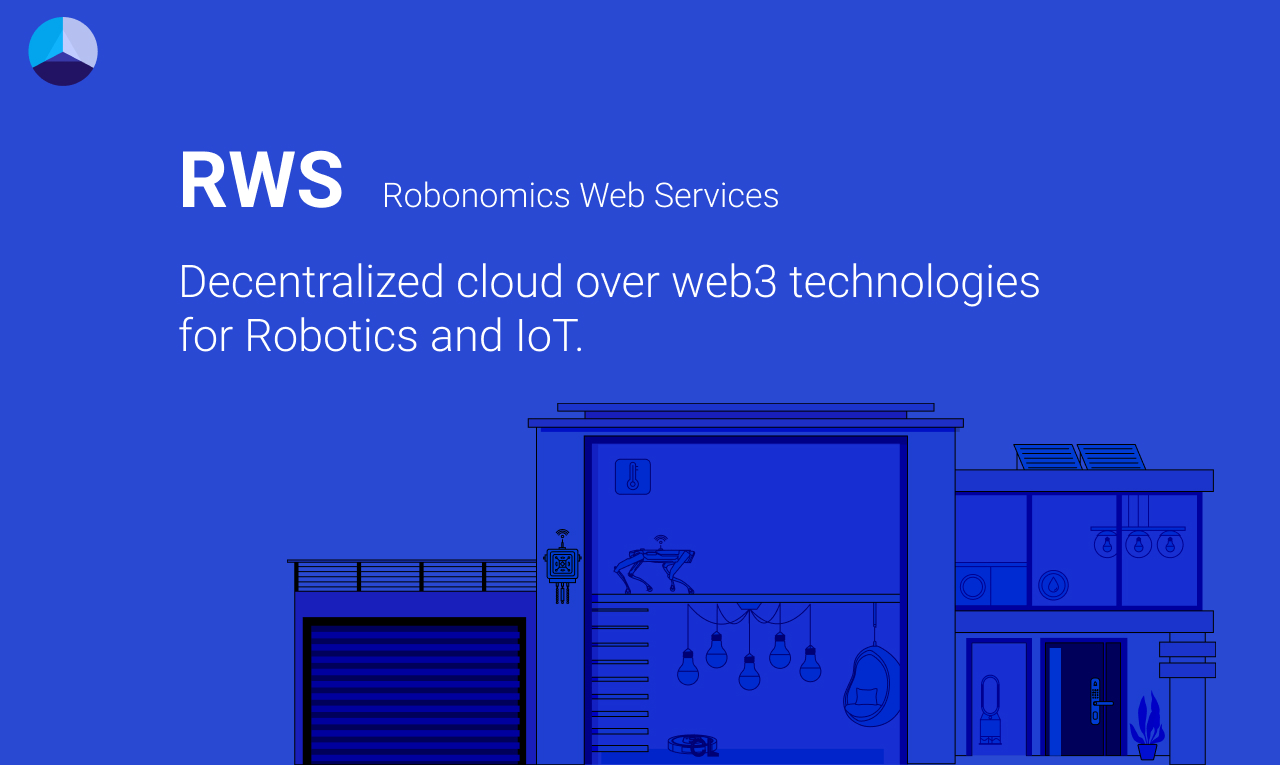 RWS Robonomics Web Services
Decentralized cloud over web3 technologies
for Robotics and IoT.